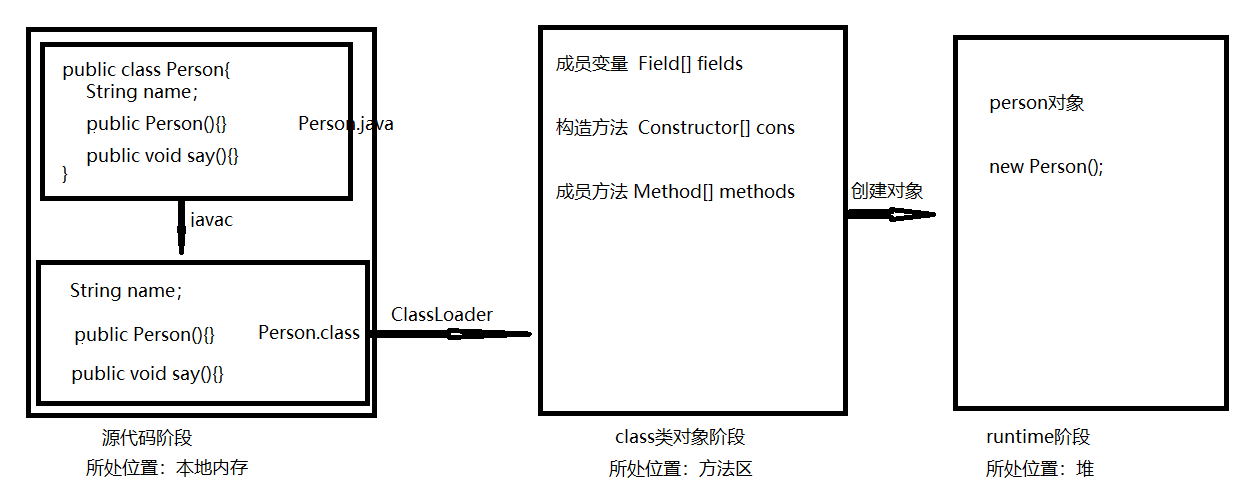 public class Person{
String name；
public Person(){}
Person.java
public void say(){}
}
javac
String name；
public Person(){}
Person.class
public void say(){}
源代码阶段
所处位置：本地内存
ClassLoader
成员变量 Field[] fields
构造方法 Constructor[] cons
成员方法 Method[] methods
class类对象阶段
所处位置：方法区
创建对象
person对象
new Person();
runtime阶段
所处位置：堆